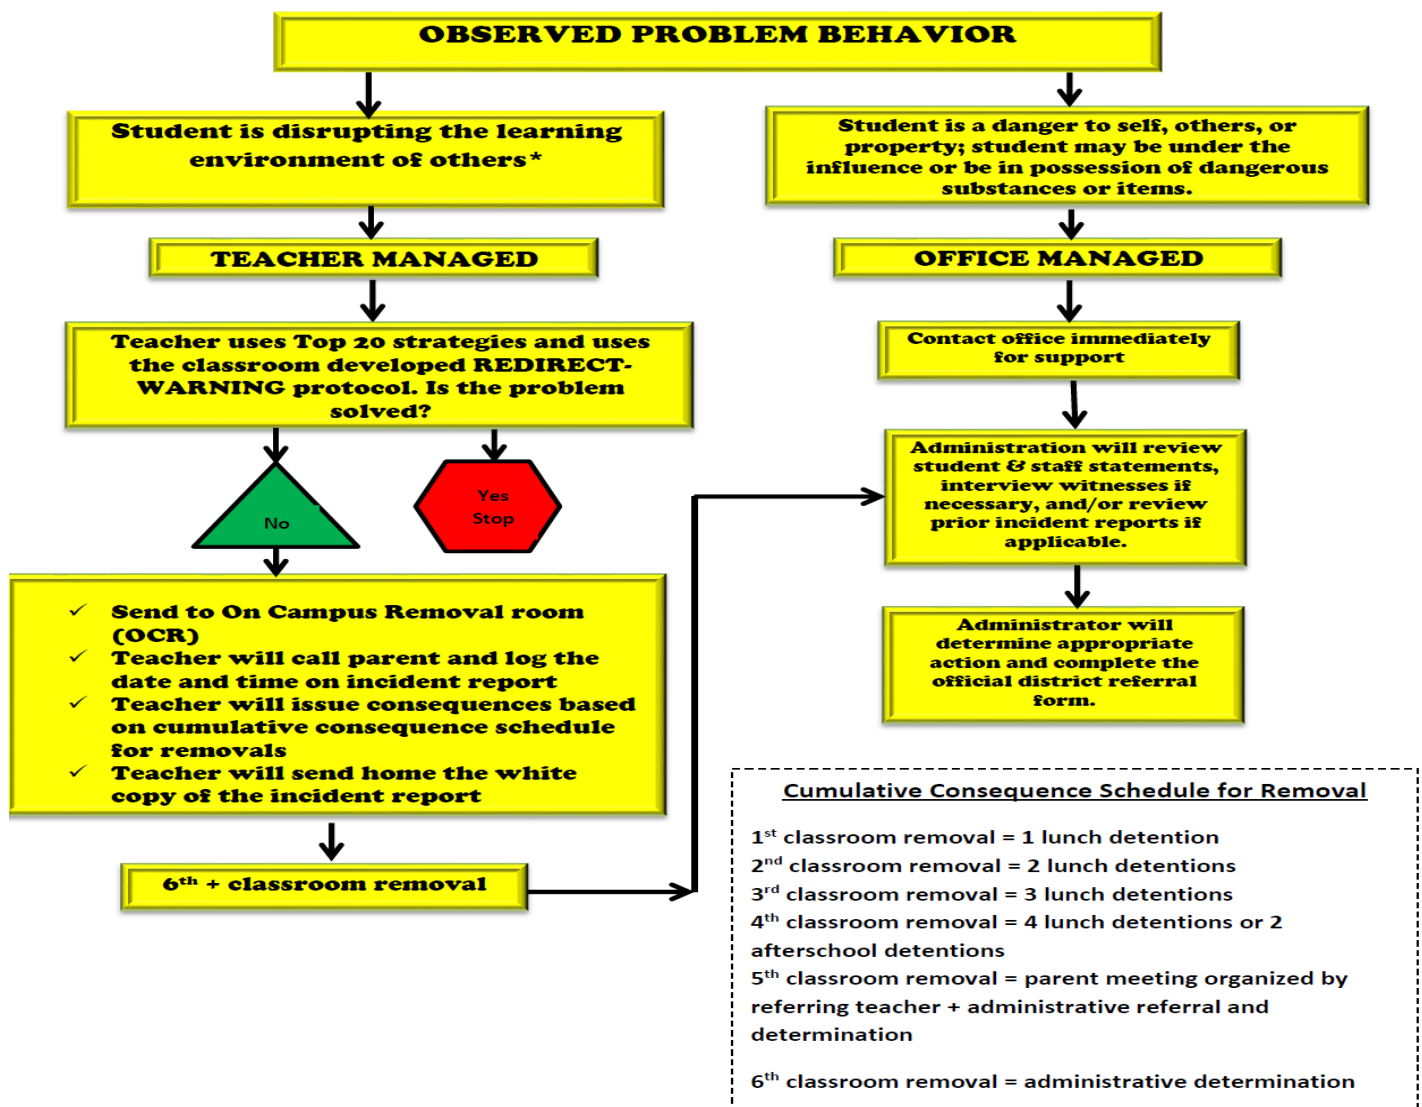 OBSERVED PROBLEM BEHAVIOR
Student is disrupting the learning
environment of others*
TEACHER MANAGED
Teacher uses Top 20 strategies and uses
the classroom developed REDIRECT-
WARNING protocol. Is the problem
solved?
No
Yes
Stop
✓ Send to On Campus Removal room
(OCR)
✓ Teacher will call parent and log the
date and time on incident report
✓ Teacher will issue consequences based
on cumulative consequence schedule
for removals
✓ Teacher will send home the white
copy of the incident report
6th + classroom removal
Student is a danger to self, others, or
property; student may be under the
influence or be in possession of dangerous
substances or items.
OFFICE MANAGED
Contact office immediately
for support
Administration will review
student & staff statements,
interview witnesses if
necessary, and/or review
prior incident reports if
applicable.
Administrator will
determine appropriate
action and complete the
official district referral
form.
Cumulative Consequence Schedule for Removal
1st classroom removal = 1 lunch detention
2nd classroom removal = 2 lunch detentions
3rd classroom removal = 3 lunch detentions
4th classroom removal = 4 lunch detentions or 2
afterschool detentions
5th classroom removal = parent meeting organized by
referring teacher + administrative referral and
determination
6th classroom removal = administrative determination